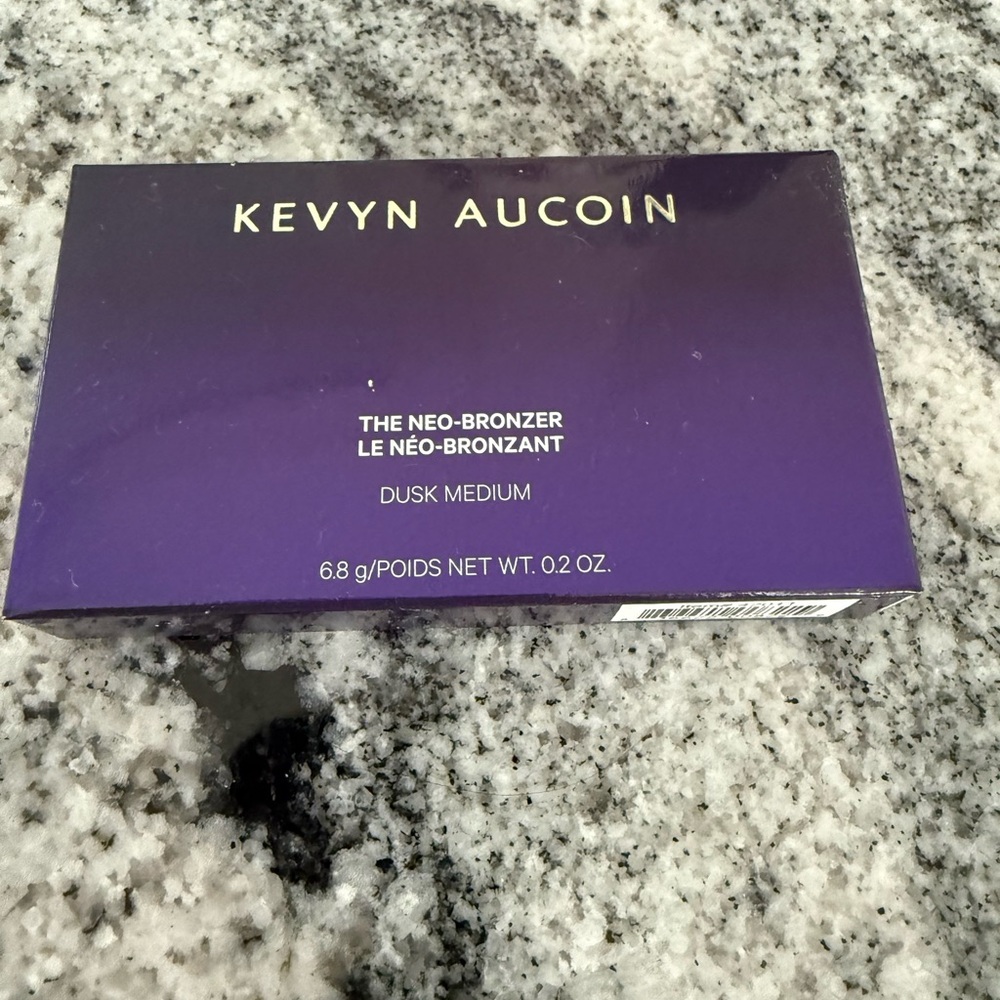 KEVYN AUCOIN
THE NEO-BRONZER
LE NÉO-BRONZANT
DUSK MEDIUM
6.8 g/POIDS NET WT. 0.2 OZ.